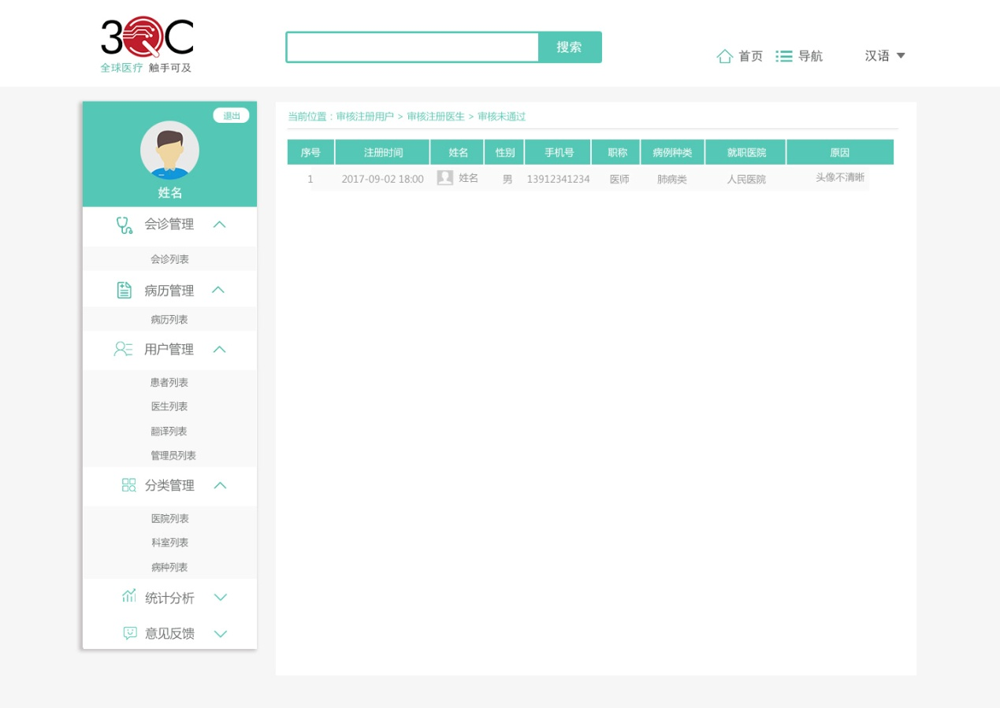 3QC
全球医疗 触手可及
搜索
首页 导航 汉语
退出
姓名
会诊管理
会诊列表
病历管理
病历列表
用户管理
患者列表
医生列表
翻译列表
管理员列表
分类管理
医院列表
科室列表
病种列表
统计分析
意见反馈
当前位置：审核注册用户 > 审核注册医生 > 审核未通过
序号 注册时间 姓名 性别 手机号 职称 病例种类 就职医院 原因
1 2017-09-02 18:00 姓名 男 13912341234 医师 肺病类 人民医院 头像不清晰